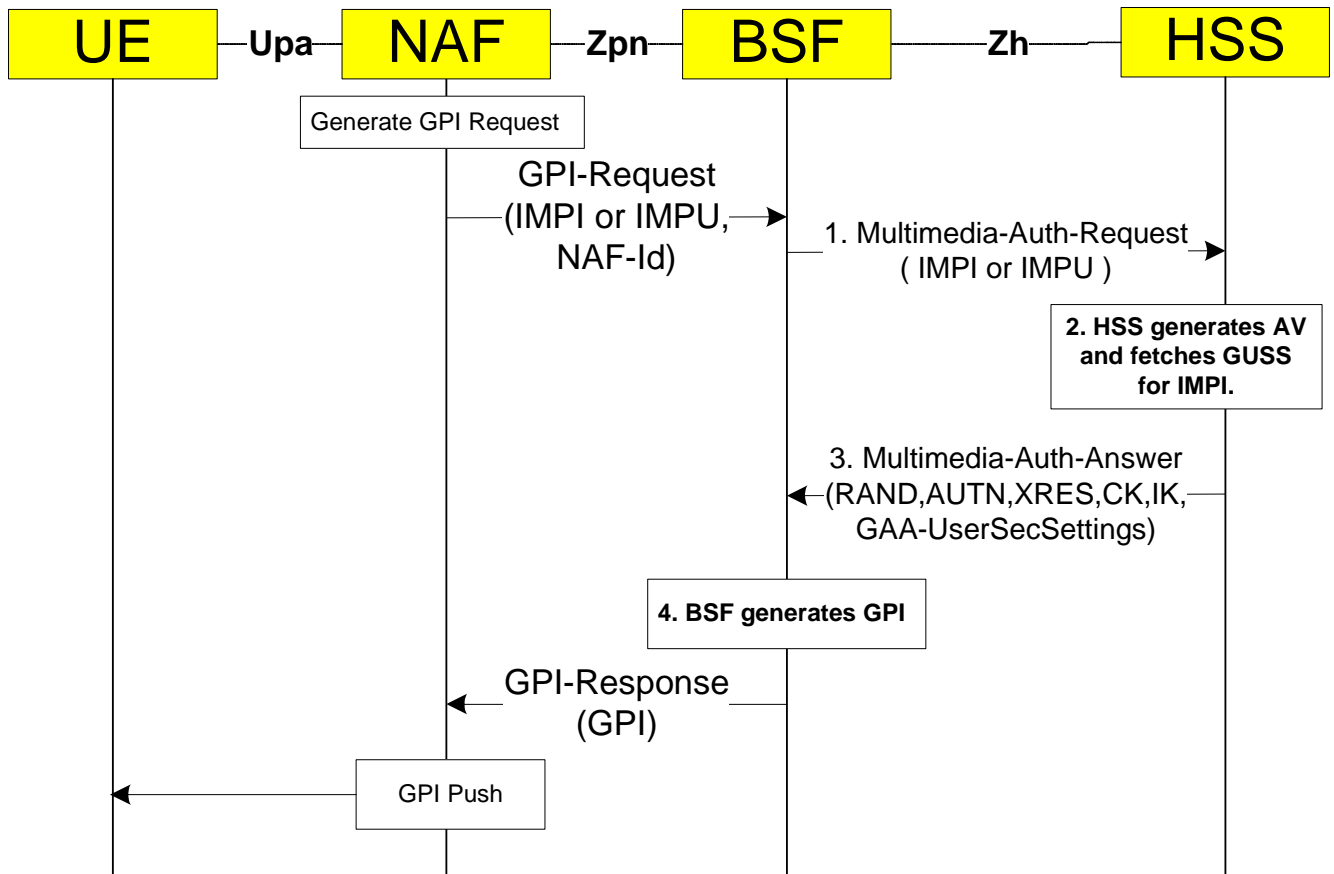 UE
Upa
NAF
Zpn
BSF
Zh
HSS
Generate GPI Request
GPI-Request
(IMPI or IMPU,
NAF-Id)
1. Multimedia-Auth-Request
( IMPI or IMPU )
2. HSS generates AV
and fetches GUSS
for IMPI.
3. Multimedia-Auth-Answer
(RAND,AUTN,XRES,CK,IK,
GAA-UserSecSettings)
4. BSF generates GPI
GPI-Response
(GPI)
GPI Push